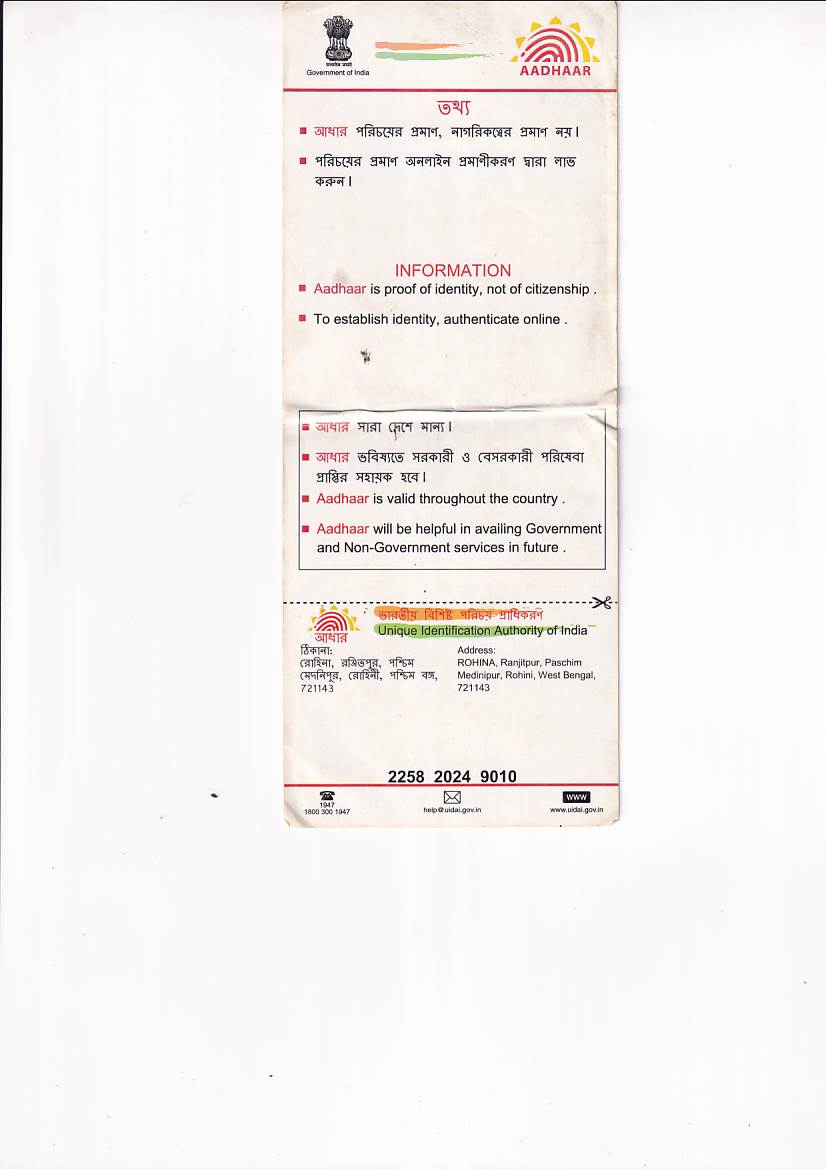 सत्यमेव जयते
Government of India
AADHAAR
তথ্য
আধার পরিচয়ের প্রমাণ, নাগরিকত্বের প্রমাণ নয়।
পরিচয়ের প্রমাণ অনলাইন প্রমাণীকরণ দ্বারা লাভ
করুন।
INFORMATION
Aadhaar is proof of identity, not of citizenship .
To establish identity, authenticate online .
আধার সারা দেশে মান্য।
আধার ভবিষ্যতে সরকারী ও বেসরকারী পরিষেবা
প্রাপ্তির সহায়ক হবে।
Aadhaar is valid throughout the country .
Aadhaar will be helpful in availing Government
and Non-Government services in future .
ভারতীয় বিশিষ্ট পরিচয় প্রাধিকরণ
Unique Identification Authority of India
আধার
ঠিকানা:
রোহিনা, রঞ্জিতপুর, পশ্চিম
মেদনিপুর, রোহিনী, পশ্চিম বঙ্গ,
721143
Address:
ROHINA, Ranjitpur, Paschim
Medinipur, Rohini, West Bengal,
721143
2258 2024 9010
1947
1800 300 1947
help@uidai.gov.in
www
www.uidai.gov.in